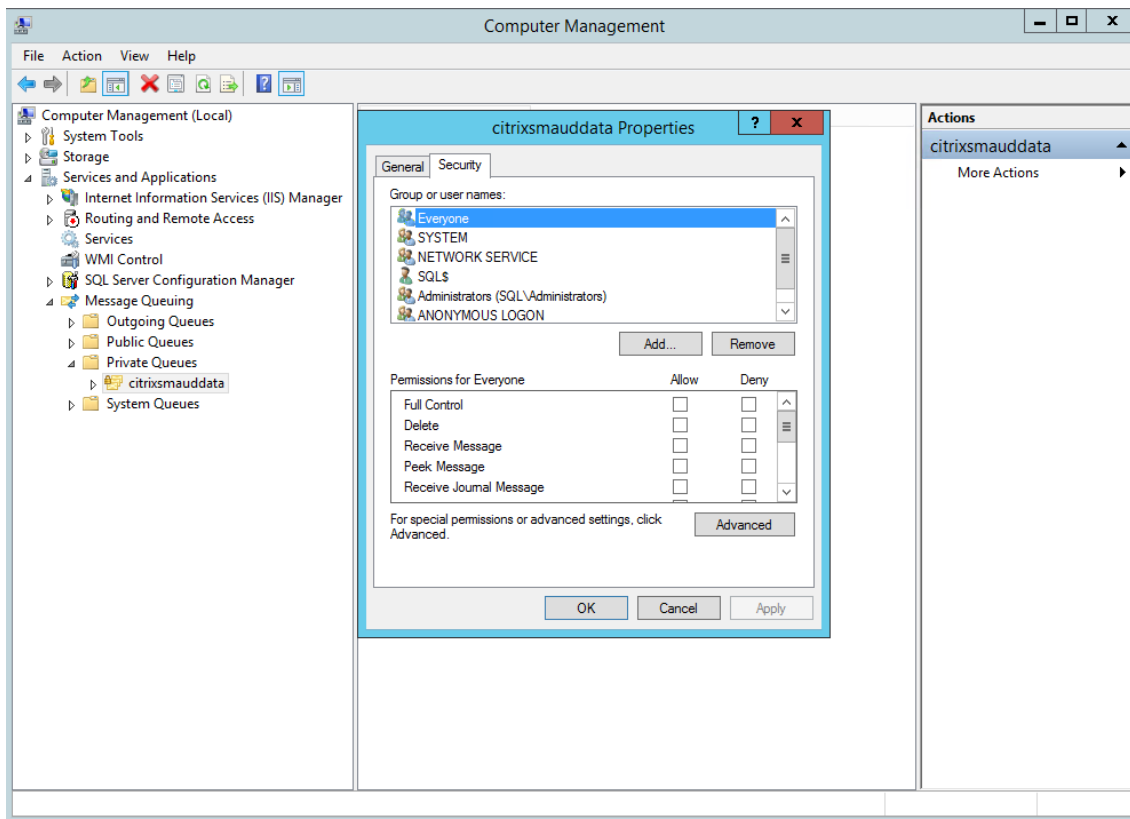 Computer Management
File Action View Help
Computer Management (Local)
System Tools
Storage
Services and Applications
Internet Information Services (IIS) Manager
Routing and Remote Access
Services
WMI Control
SQL Server Configuration Manager
Message Queuing
Outgoing Queues
Public Queues
Private Queues
citrixsmauddata
System Queues
citrixsmauddata Properties
? x
General Security
Group or user names:
Everyone
SYSTEM
NETWORK SERVICE
SQL$
Administrators (SQL\Administrators)
ANONYMOUS LOGON
Add... Remove
Permissions for Everyone Allow Deny
Full Control
Delete
Receive Message
Peek Message
Receive Journal Message
For special permissions or advanced settings, click
Advanced.
Advanced
OK Cancel Apply
Actions
citrixsmauddata
More Actions